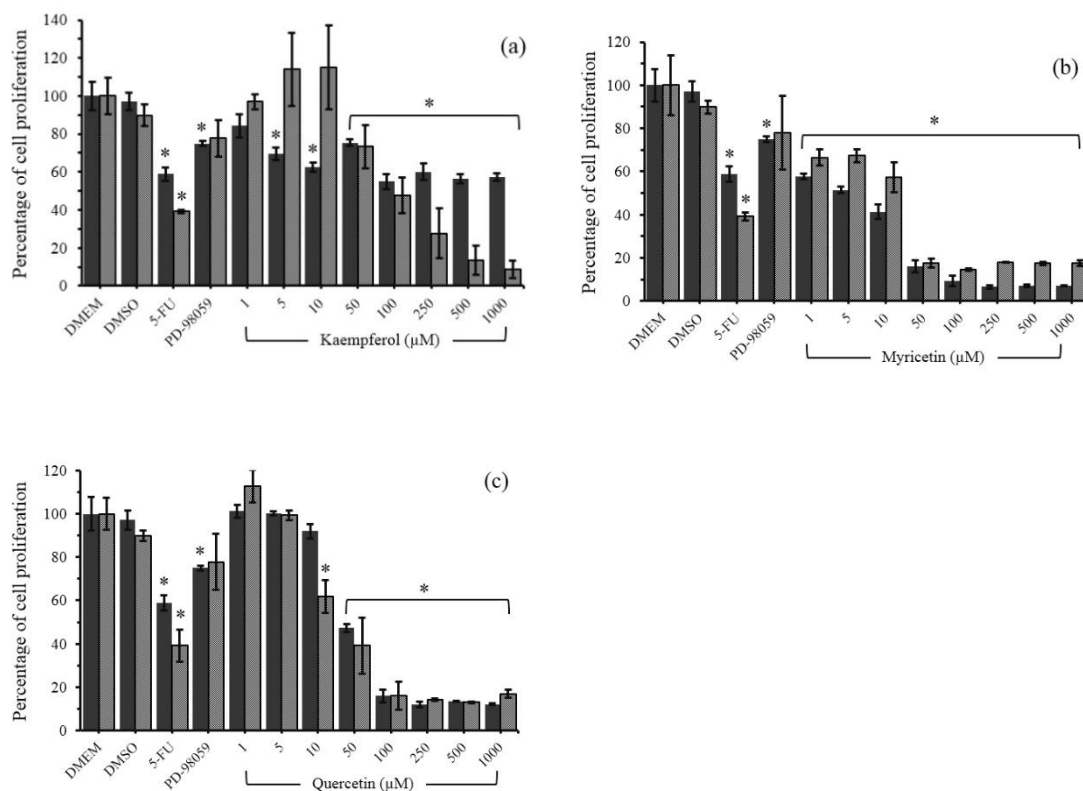 (a)
Percentage of cell proliferation
140
120
100
80
60
40
20
0
* * * * * *
DMEM DMSO 5-FU PD-98059 1 5 10 50 100 250 500 1000
Kaempferol (µM)
(b)
Percentage of cell proliferation
120
100
80
60
40
20
0
* * * *
DMEM DMSO 5-FU PD-98059 1 5 10 50 100 250 500 1000
Myricetin (µM)
(c)
Percentage of cell proliferation
120
100
80
60
40
20
0
* * * * *
DMEM DMSO 5-FU PD-98059 1 5 10 50 100 250 500 1000
Quercetin (µM)